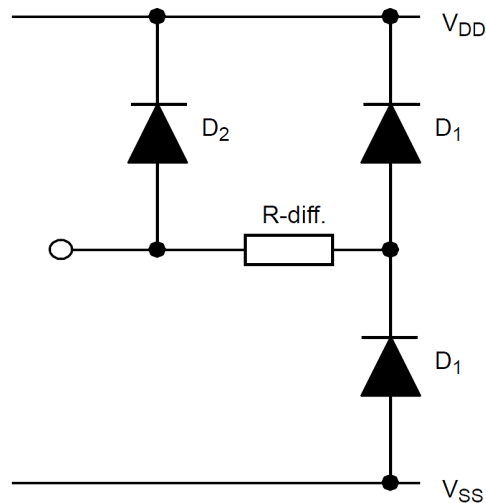 V_DD
D_2
D_1
R-diff.
D_1
V_SS